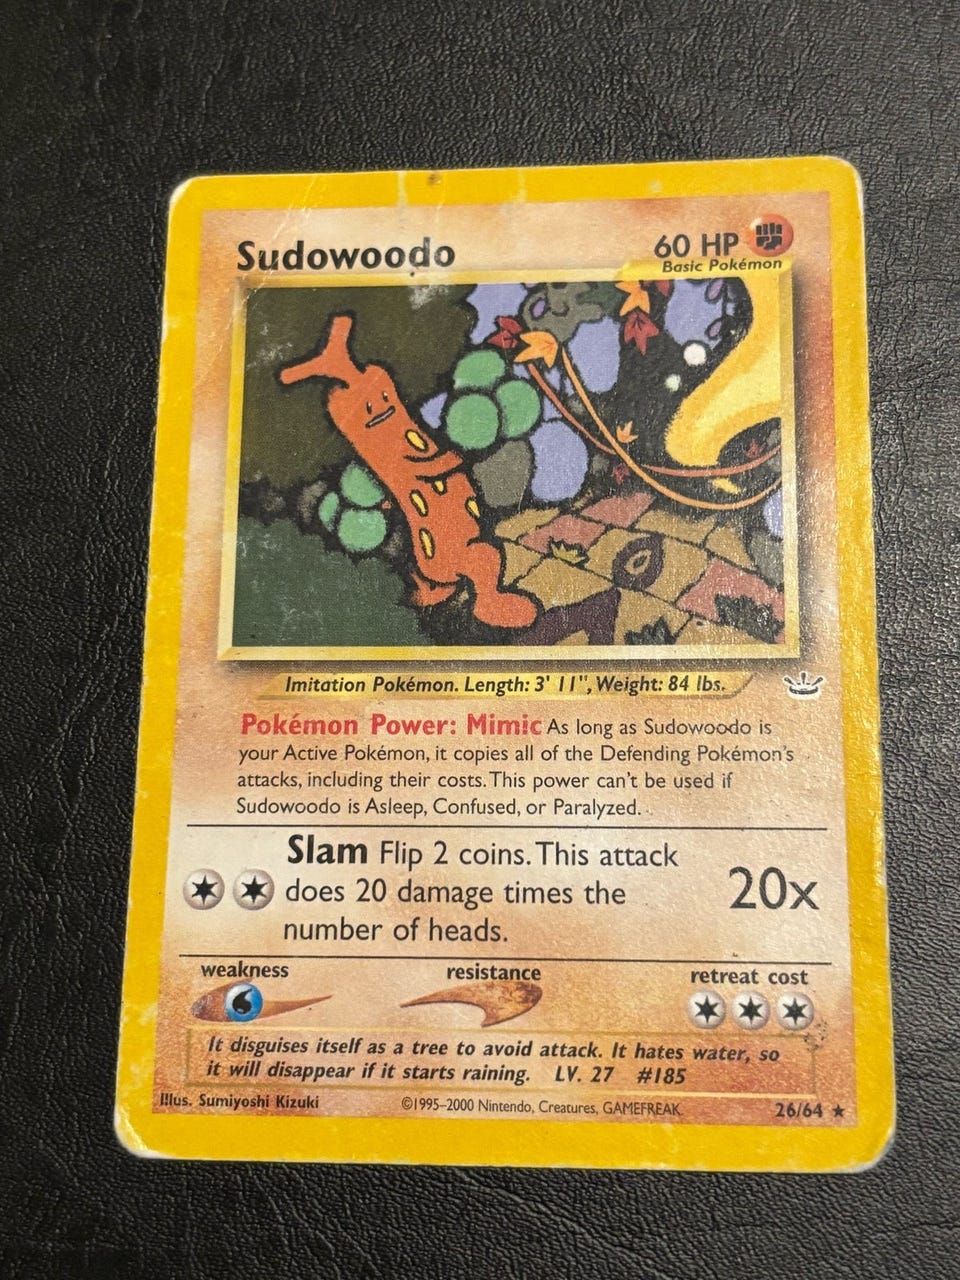 Sudowoodo
60 HP
Basic Pokémon
Imitation Pokémon. Length: 3' 11", Weight: 84 lbs.
Pokémon Power: Mimic As long as Sudowoodo is
your Active Pokémon, it copies all of the Defending Pokémon's
attacks, including their costs. This power can't be used if
Sudowoodo is Asleep, Confused, or Paralyzed.
Slam Flip 2 coins. This attack
does 20 damage times the
number of heads.
20x
weakness
resistance
retreat cost
It disguises itself as a tree to avoid attack. It hates water, so
it will disappear if it starts raining. LV. 27 #185
Illus. Sumiyoshi Kizuki
©1995–2000 Nintendo, Creatures, GAMEFREAK.
26/64 ★